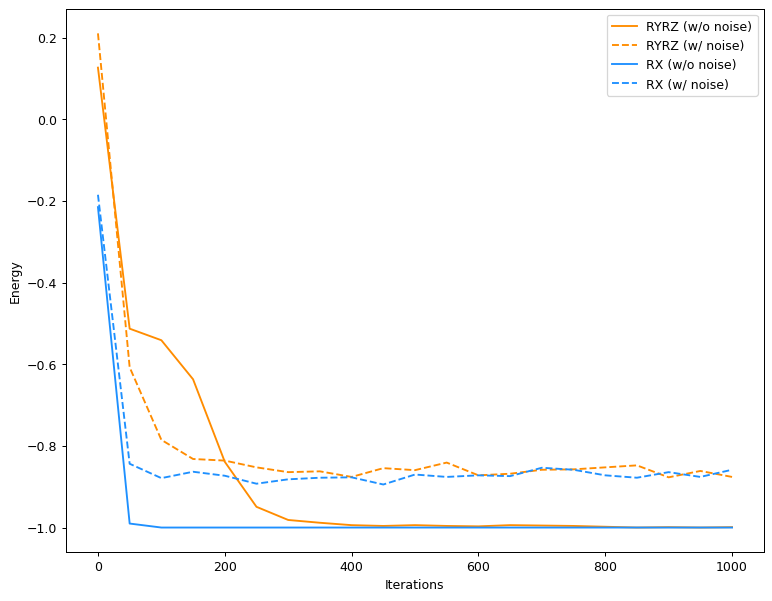 RYRZ (w/o noise)
RYRZ (w/ noise)
RX (w/o noise)
RX (w/ noise)
0.2
0.0
−0.2
−0.4
−0.6
−0.8
−1.0
Energy
0 200 400 600 800 1000
Iterations